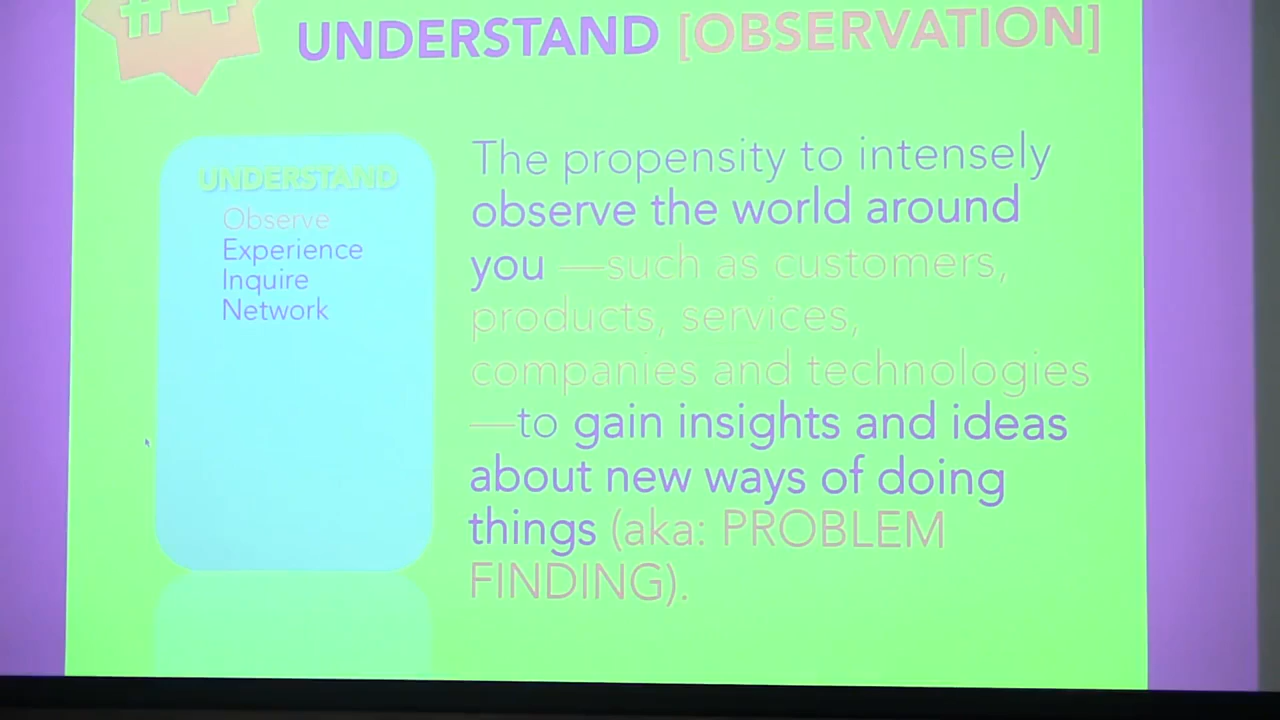 #4
UNDERSTAND [OBSERVATION]
UNDERSTAND
Observe
Experience
Inquire
Network
The propensity to intensely
observe the world around
you —such as customers,
products, services,
companies and technologies
—to gain insights and ideas
about new ways of doing
things (aka: PROBLEM
FINDING).